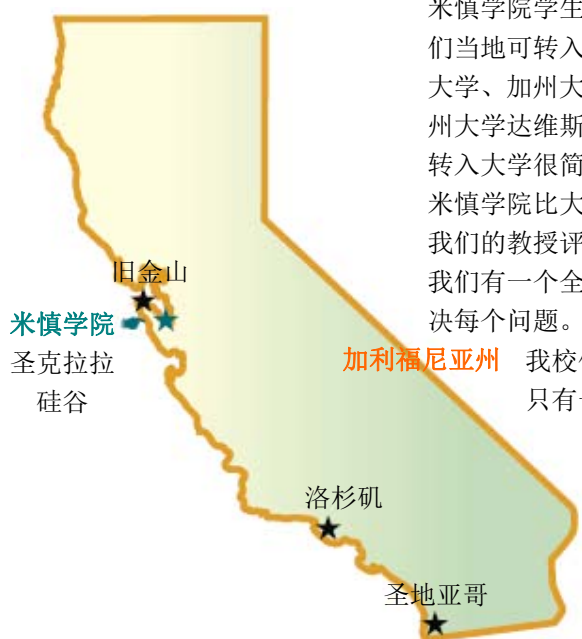 米慎学院学生
们当地可转入
大学、加州大
州大学达维斯
转入大学很简
米慎学院比大
我们的教授评
我们有一个全
决每个问题。
旧金山
米慎学院
圣克拉拉
硅谷
加利福尼亚州 我校位
只有一
洛杉矶
圣地亚哥